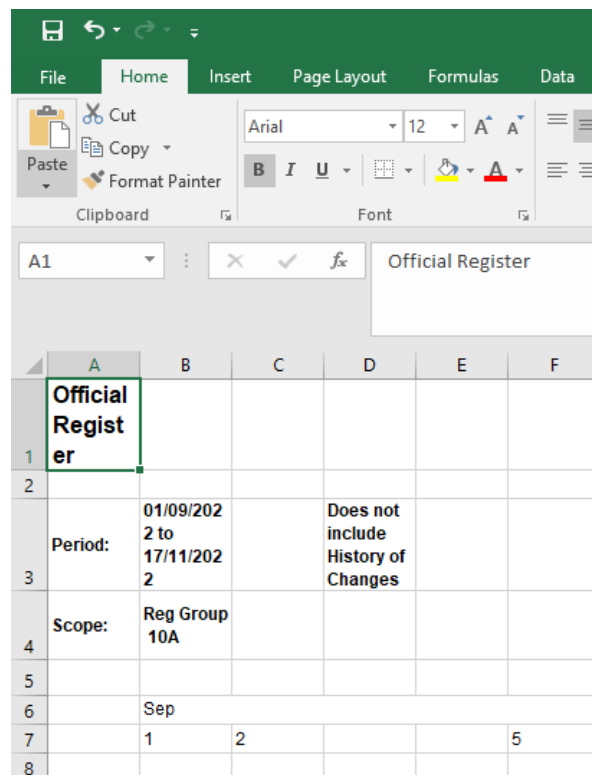 File Home Insert Page Layout Formulas Data
Cut
Copy
Paste
Format Painter
Clipboard
Arial 12 A A
B I U A
Font
A1 fx Official Register
A B C D E F
1 Official
Regist
er
2
3 Period: 01/09/202
2 to
17/11/202
2
Does not
include
History of
Changes
4 Scope: Reg Group
10A
5
6 Sep
7 1 2 5
8